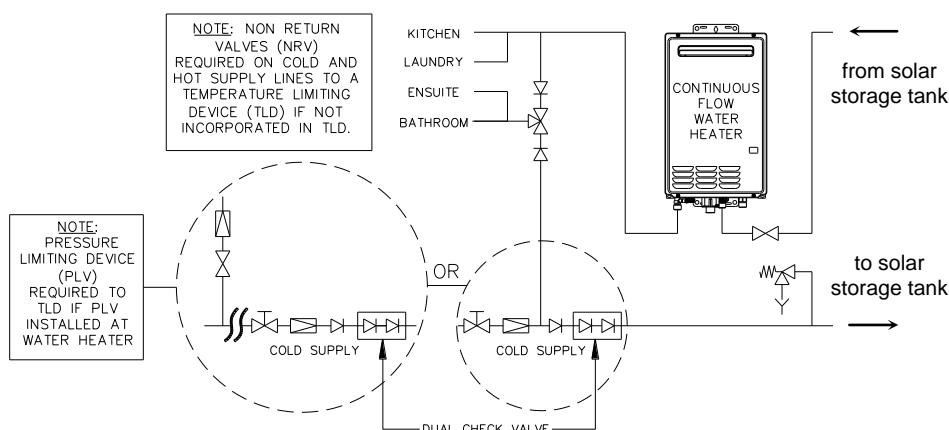 NOTE: NON RETURN
VALVES (NRV)
REQUIRED ON COLD AND
HOT SUPPLY LINES TO A
TEMPERATURE LIMITING
DEVICE (TLD) IF NOT
INCORPORATED IN TLD.
KITCHEN
LAUNDRY
ENSUITE
BATHROOM
CONTINUOUS
FLOW
WATER
HEATER
from solar
storage tank
NOTE:
PRESSURE
LIMITING DEVICE
(PLV)
REQUIRED TO
TLD IF PLV
INSTALLED AT
WATER HEATER
OR
to solar
storage tank
COLD SUPPLY
COLD SUPPLY
DUAL CHECK VALVE